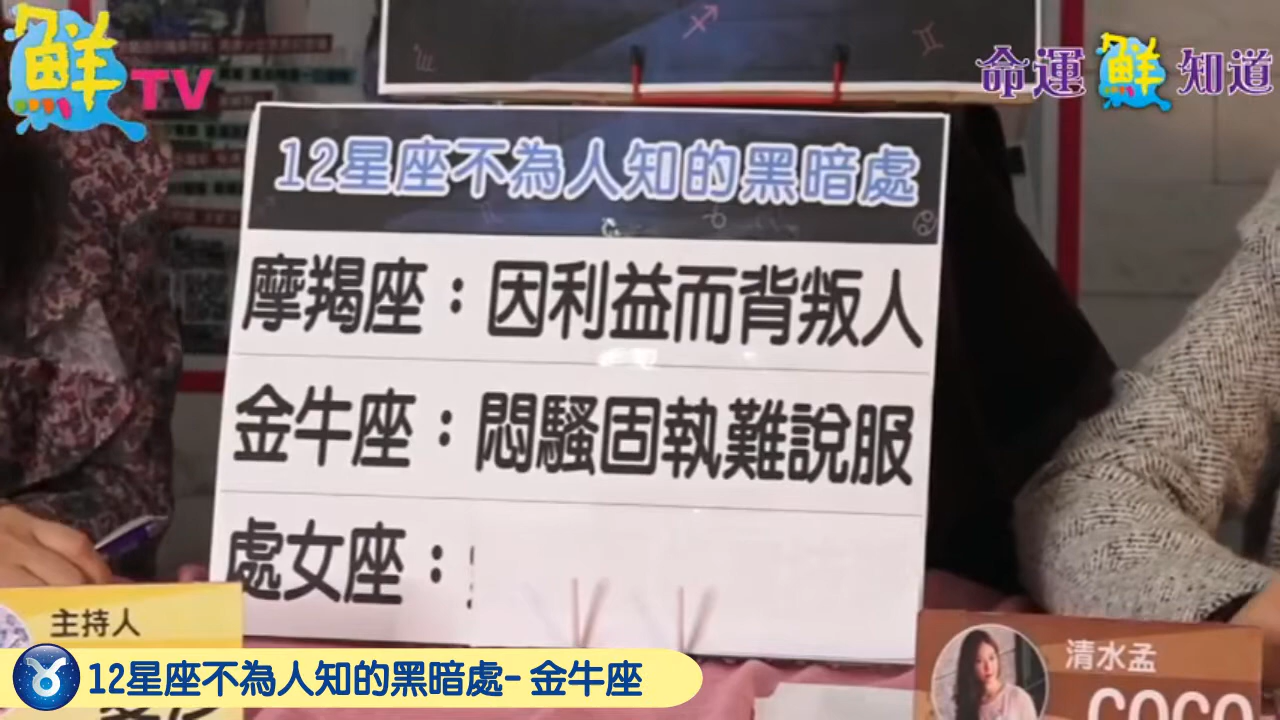 鮮TV
命運鮮知道
12星座不為人知的黑暗處
摩羯座：因利益而背叛人
金牛座：悶騷固執難說服
處女座：
主持人
清水孟
COCO
12星座不為人知的黑暗處-金牛座